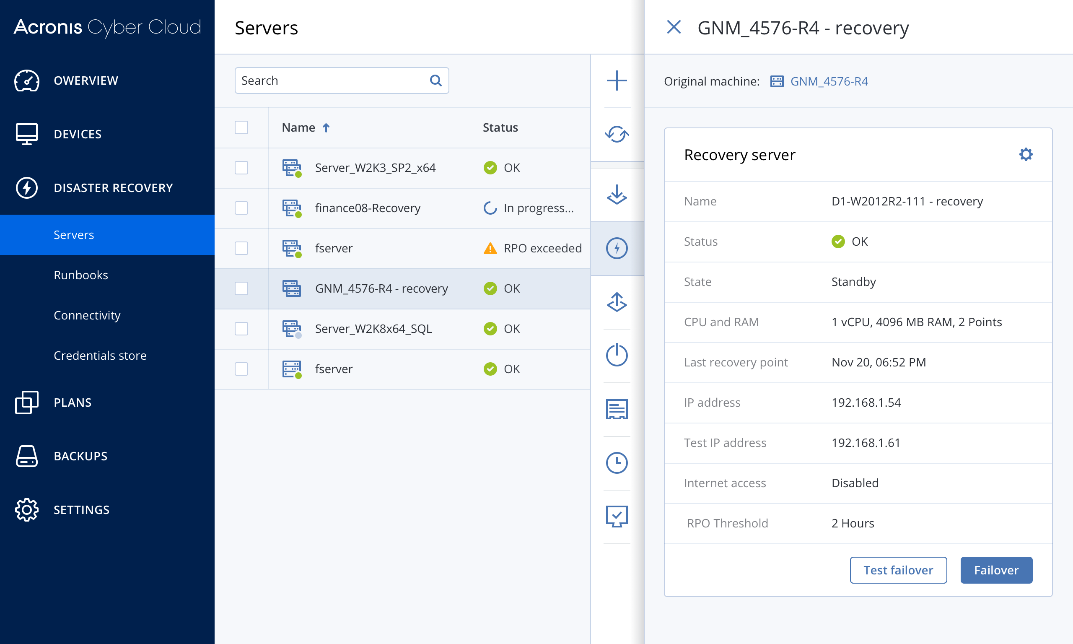 Acronis Cyber Cloud
OWERVIEW
DEVICES
DISASTER RECOVERY
Servers
Runbooks
Connectivity
Credentials store
PLANS
BACKUPS
SETTINGS
Servers
Search
Name Status
Server_W2K3_SP2_x64 OK
finance08-Recovery In progress...
fserver RPO exceeded
GNM_4576-R4 - recovery OK
Server_W2K8x64_SQL OK
fserver OK
GNM_4576-R4 - recovery
Original machine: GNM_4576-R4
Recovery server
Name D1-W2012R2-111 - recovery
Status OK
State Standby
CPU and RAM 1 vCPU, 4096 MB RAM, 2 Points
Last recovery point Nov 20, 06:52 PM
IP address 192.168.1.54
Test IP address 192.168.1.61
Internet access Disabled
RPO Threshold 2 Hours
Test failover Failover